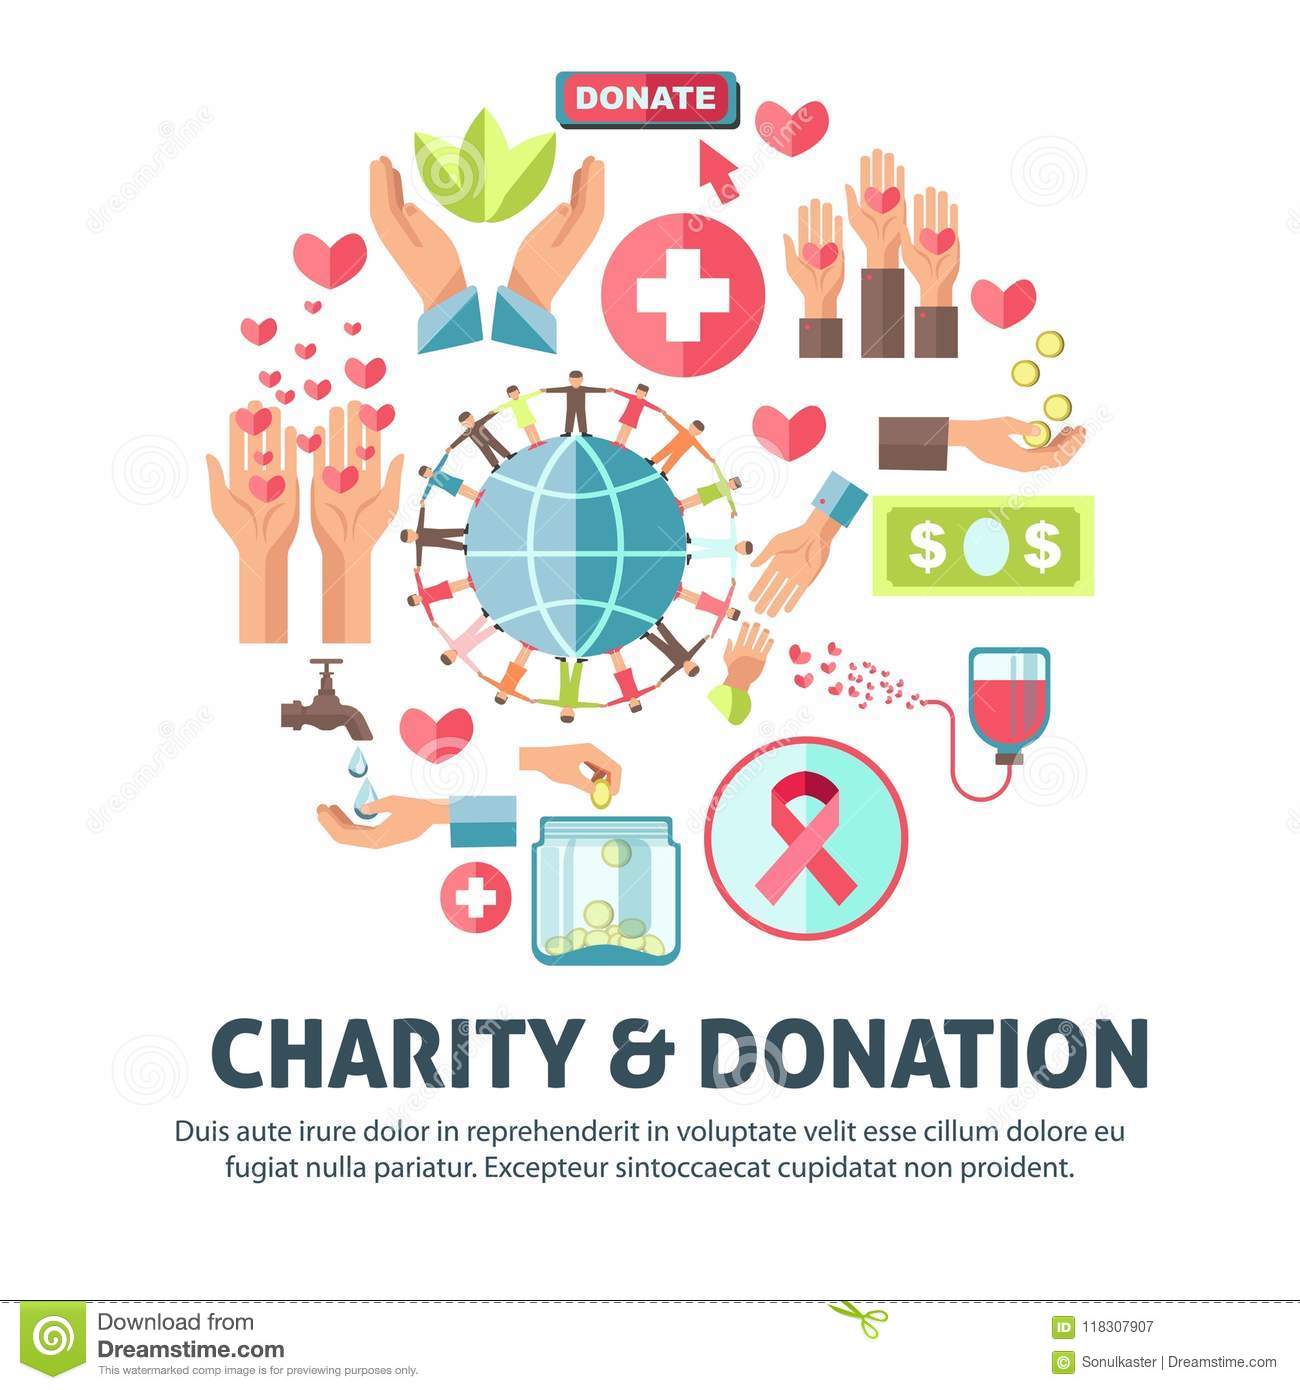 DONATE
$ $
CHARITY & DONATION
Duis aute irure dolor in reprehenderit in voluptate velit esse cillum dolore eu
fugiat nulla pariatur. Excepteur sintoccaecat cupidatat non proident.
Download from
Dreamstime.com
This watermarked comp image is for previewing purposes only.
ID 118307907
© Sonulkaster | Dreamstime.com